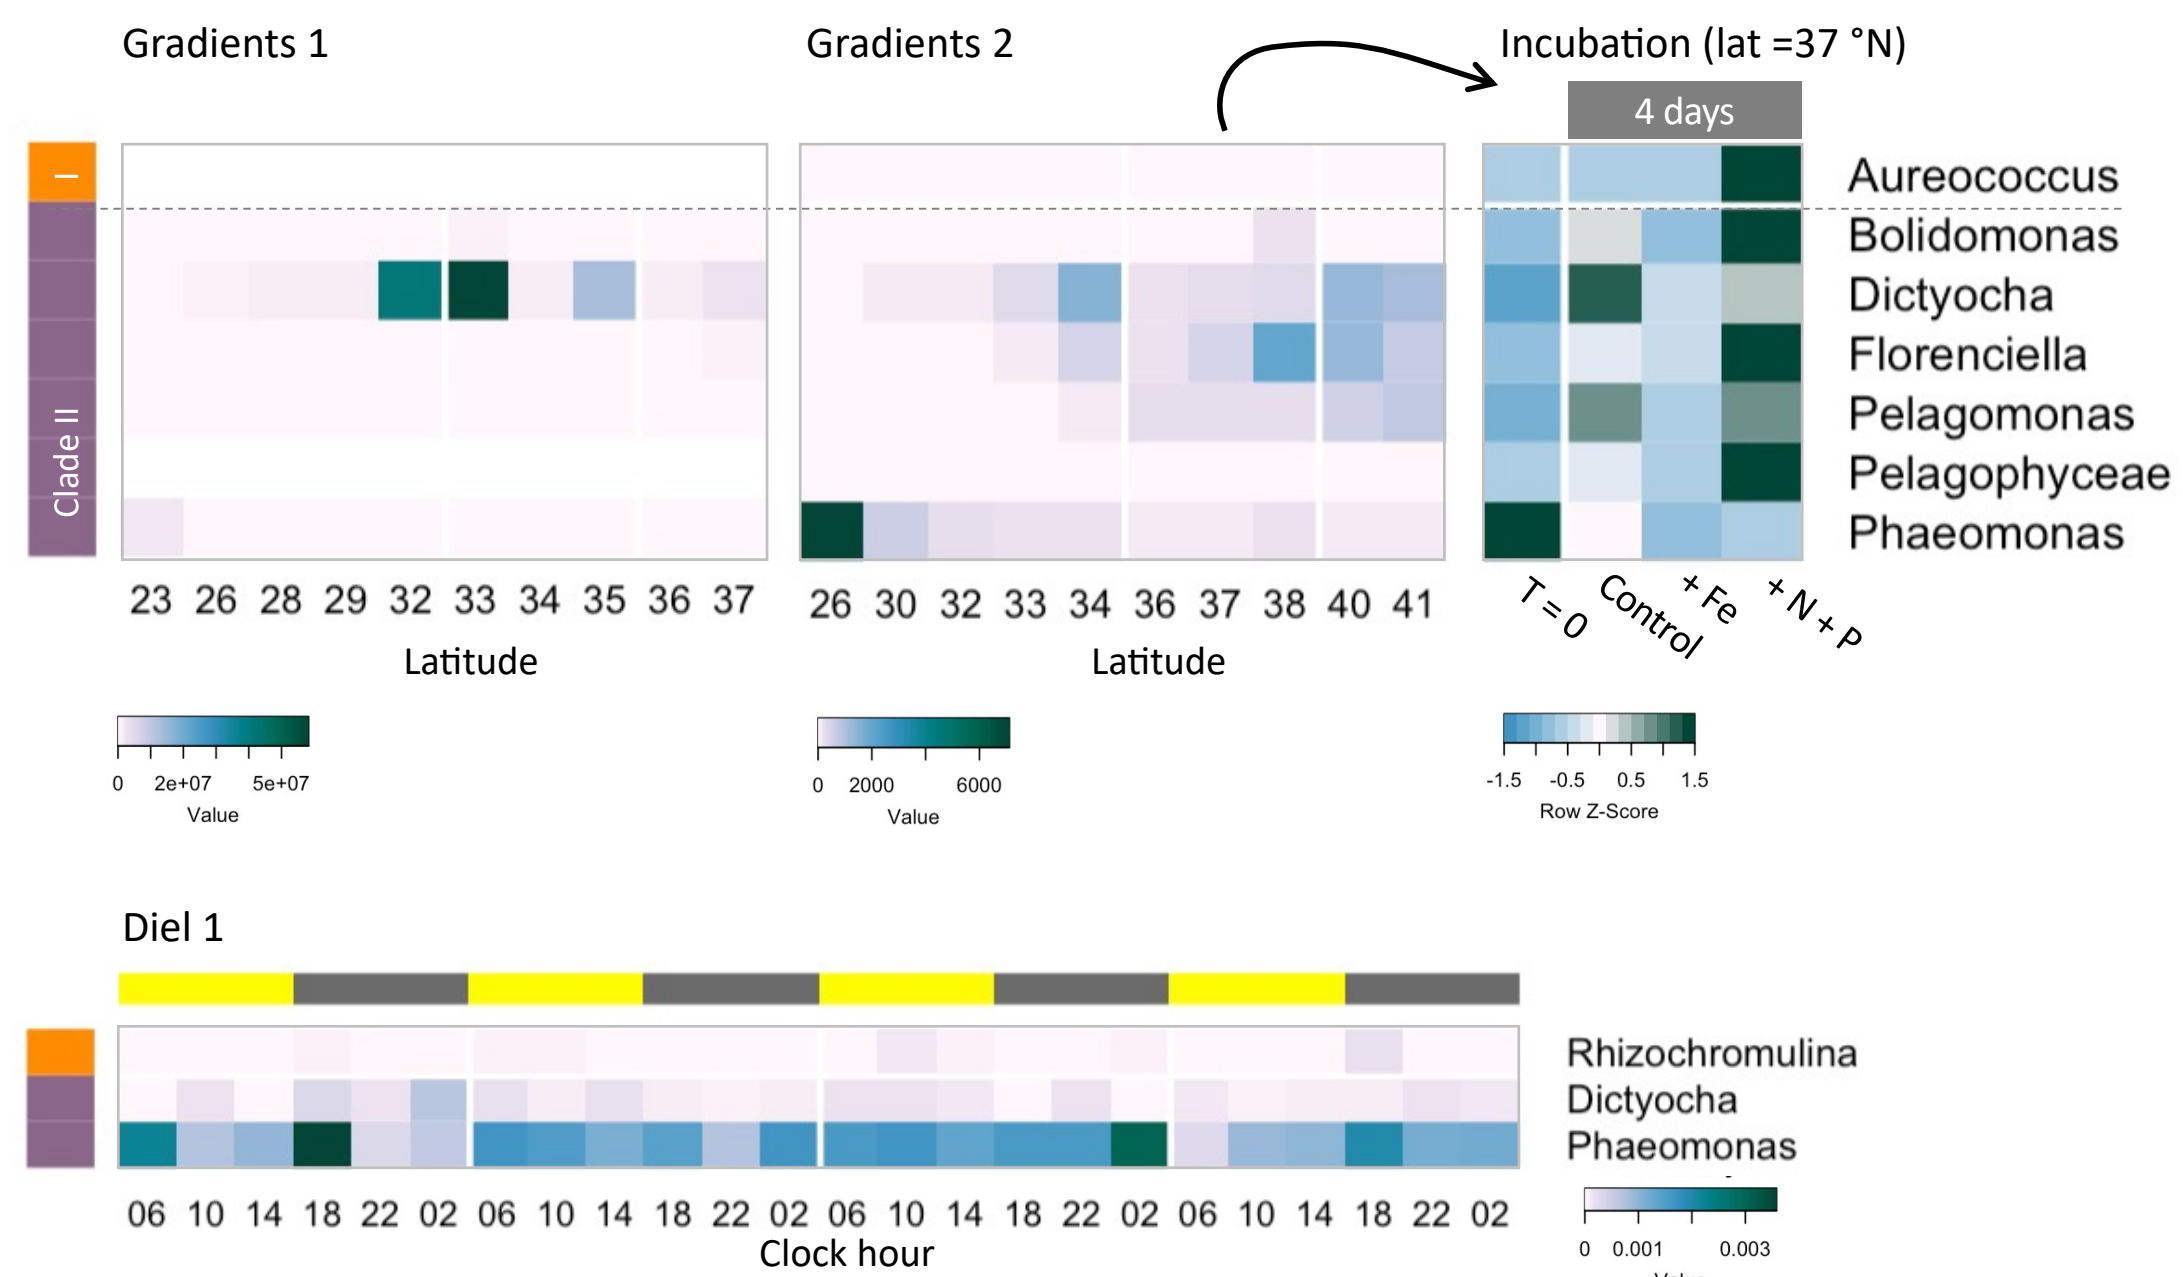 Gradients 1
Gradients 2
Incubation (lat =37 °N)
4 days
I
Clade II
Aureococcus
Bolidomonas
Dictyocha
Florenciella
Pelagomonas
Pelagophyceae
Phaeomonas
23 26 28 29 32 33 34 35 36 37
26 30 32 33 34 36 37 38 40 41
T = 0
Control
+ Fe
+ N + P
Latitude
Latitude
0 2e+07 5e+07
Value
0 2000 6000
Value
-1.5 -0.5 0.5 1.5
Row Z-Score
Diel 1
Rhizochromulina
Dictyocha
Phaeomonas
06 10 14 18 22 02 06 10 14 18 22 02 06 10 14 18 22 02 06 10 14 18 22 02
Clock hour
0 0.001 0.003